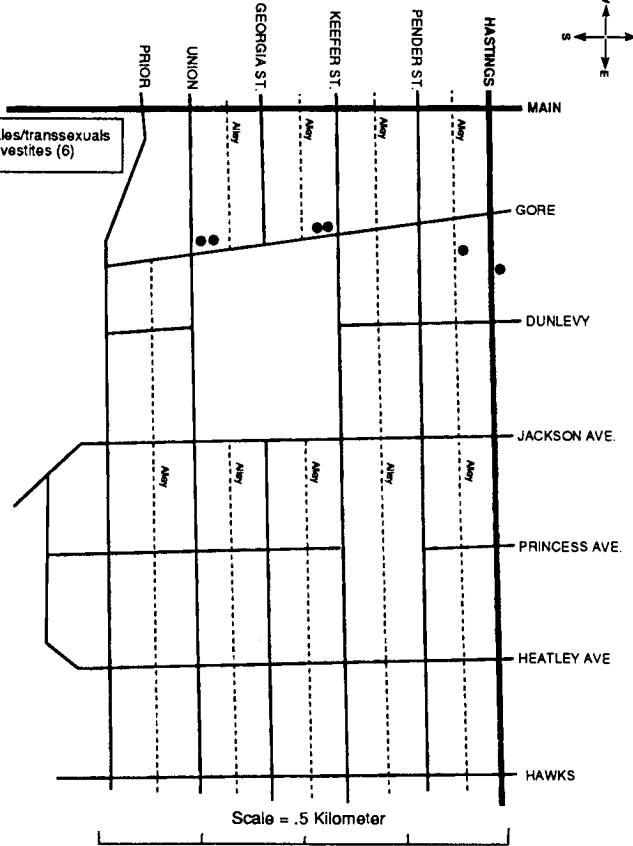 S
E
PRIOR
UNION
GEORGIA ST.
KEEFER ST.
PENDER ST.
HASTINGS
MAIN
les/transsexuals
vestites (6)
Alley
Alley
Alley
Alley
GORE
DUNLEVY
JACKSON AVE.
Alley
Alley
Alley
Alley
Alley
PRINCESS AVE.
HEATLEY AVE
HAWKS
Scale = .5 Kilometer